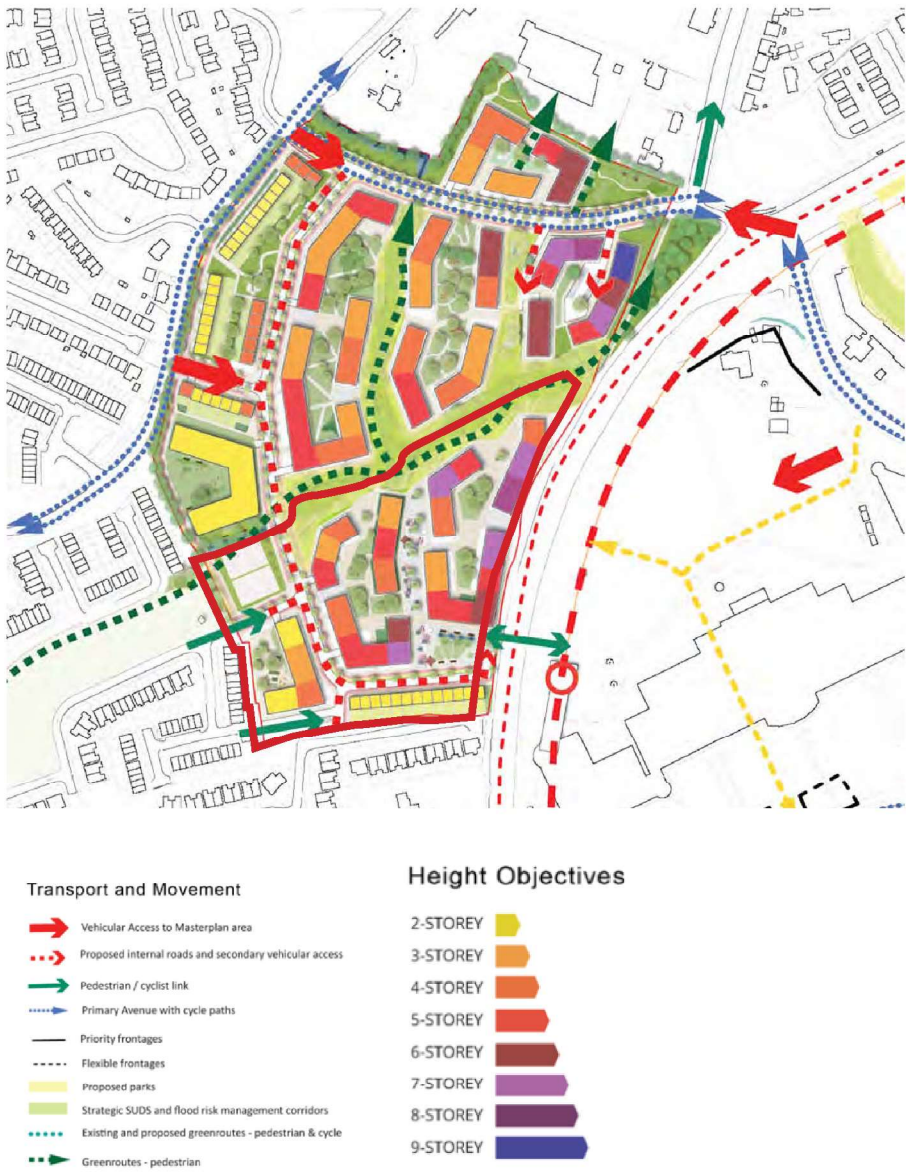 Transport and Movement
Vehicular Access to Masterplan area
Proposed internal roads and secondary vehicular access
Pedestrian / cyclist link
Primary Avenue with cycle paths
Priority frontages
Flexible frontages
Proposed parks
Strategic SUDS and flood risk management corridors
Existing and proposed greenroutes - pedestrian & cycle
Greenroutes - pedestrian
Height Objectives
2-STOREY
3-STOREY
4-STOREY
5-STOREY
6-STOREY
7-STOREY
8-STOREY
9-STOREY